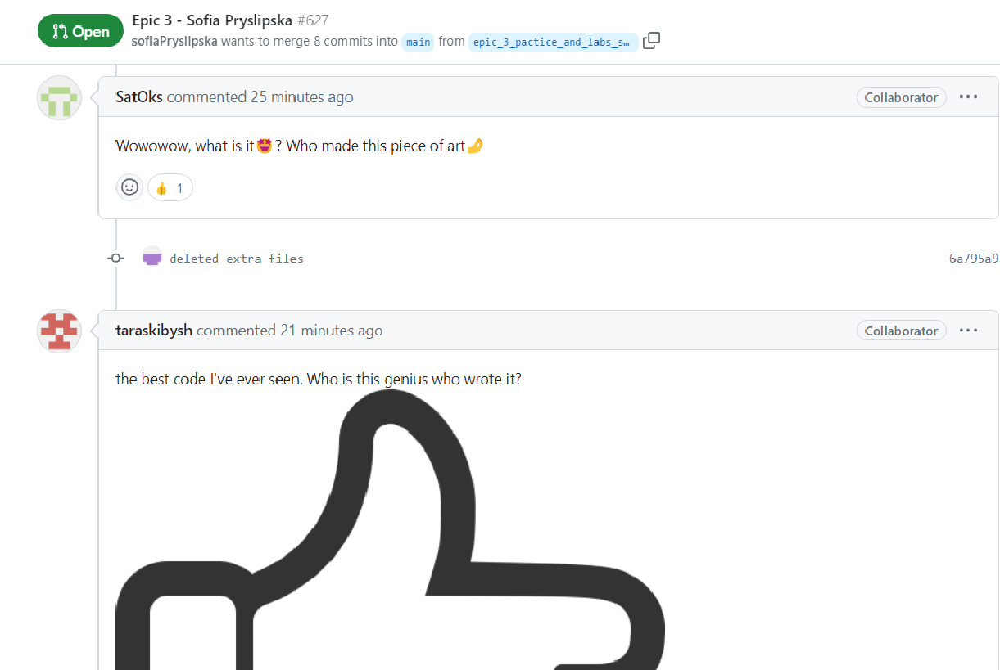 Open
Epic 3 - Sofia Pryslipska #627
sofiaPryslipska wants to merge 8 commits into main from epic_3_pactice_and_labs_s…
SatOks commented 25 minutes ago
Collaborator
Wowowow, what is it🤩? Who made this piece of art🤌
👍 1
deleted extra files
6a795a9
taraskibysh commented 21 minutes ago
Collaborator
the best code I've ever seen. Who is this genius who wrote it?